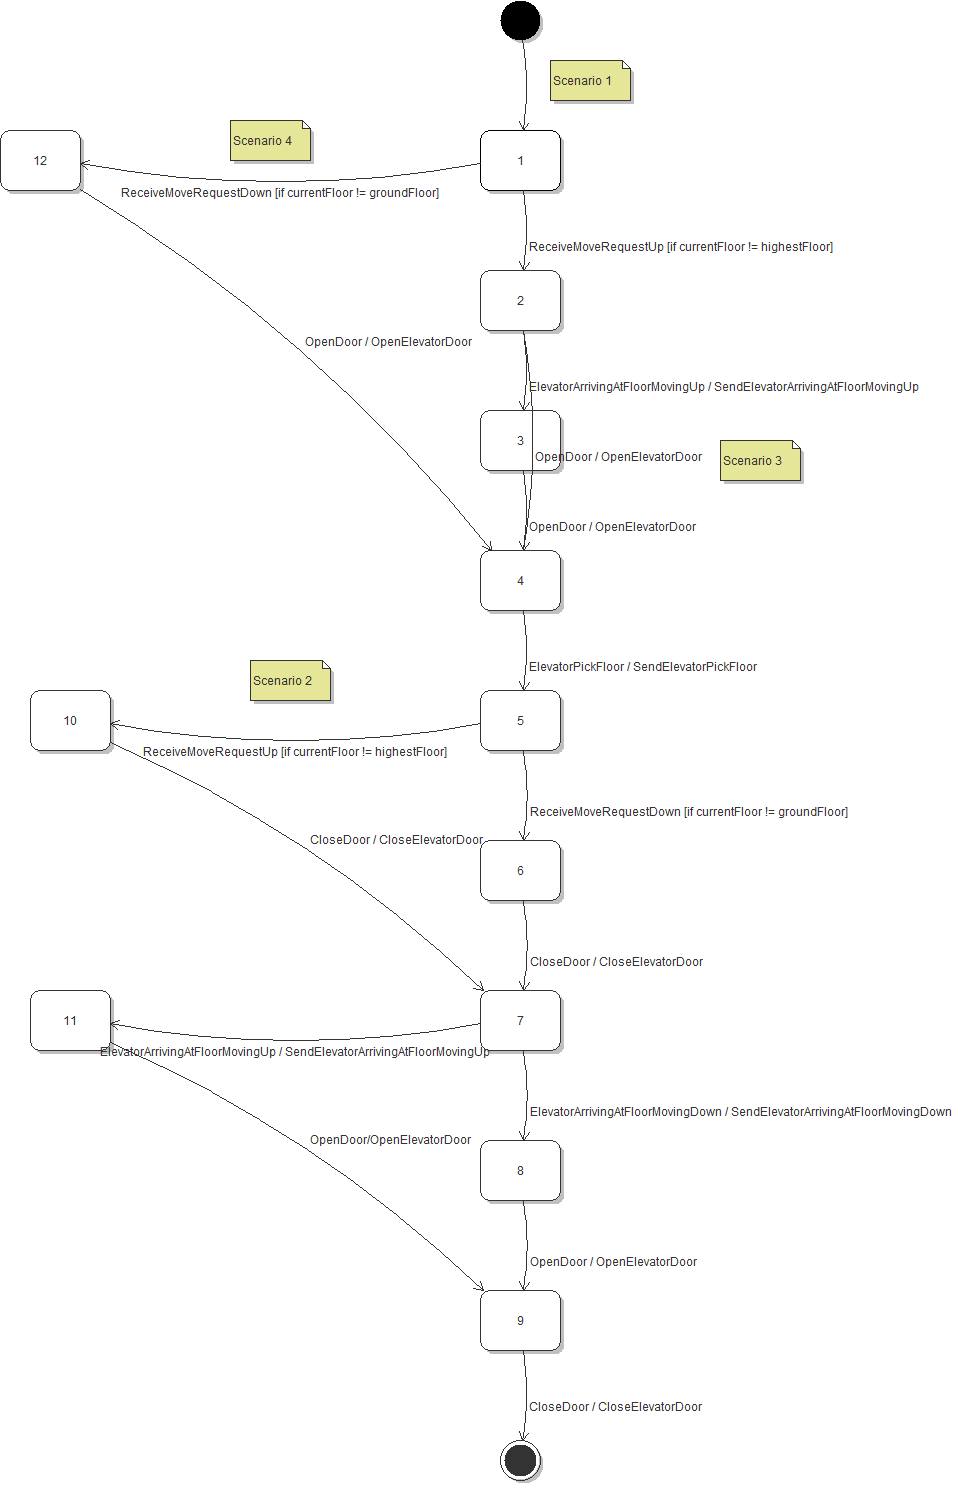 Scenario 1
Scenario 4
12
1
ReceiveMoveRequestDown [if currentFloor != groundFloor]
ReceiveMoveRequestUp [if currentFloor != highestFloor]
2
OpenDoor / OpenElevatorDoor
ElevatorArrivingAtFloorMovingUp / SendElevatorArrivingAtFloorMovingUp
3
OpenDoor / OpenElevatorDoor
Scenario 3
OpenDoor / OpenElevatorDoor
4
ElevatorPickFloor / SendElevatorPickFloor
Scenario 2
10
5
ReceiveMoveRequestUp [if currentFloor != highestFloor]
ReceiveMoveRequestDown [if currentFloor != groundFloor]
CloseDoor / CloseElevatorDoor
6
CloseDoor / CloseElevatorDoor
11
7
ElevatorArrivingAtFloorMovingUp / SendElevatorArrivingAtFloorMovingUp
ElevatorArrivingAtFloorMovingDown / SendElevatorArrivingAtFloorMovingDown
OpenDoor/OpenElevatorDoor
8
OpenDoor / OpenElevatorDoor
9
CloseDoor / CloseElevatorDoor